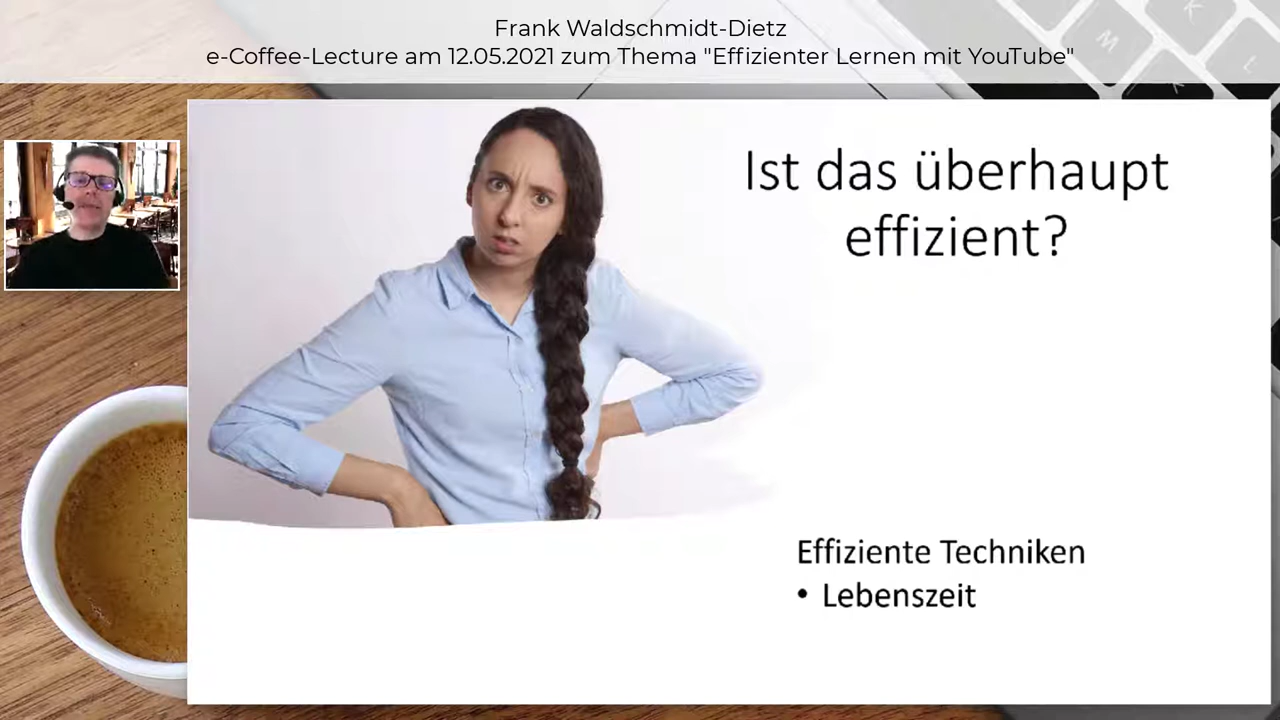 Frank Waldschmidt-Dietz
e-Coffee-Lecture am 12.05.2021 zum Thema "Effizienter Lernen mit YouTube"
Ist das überhaupt
effizient?
Effiziente Techniken
• Lebenszeit